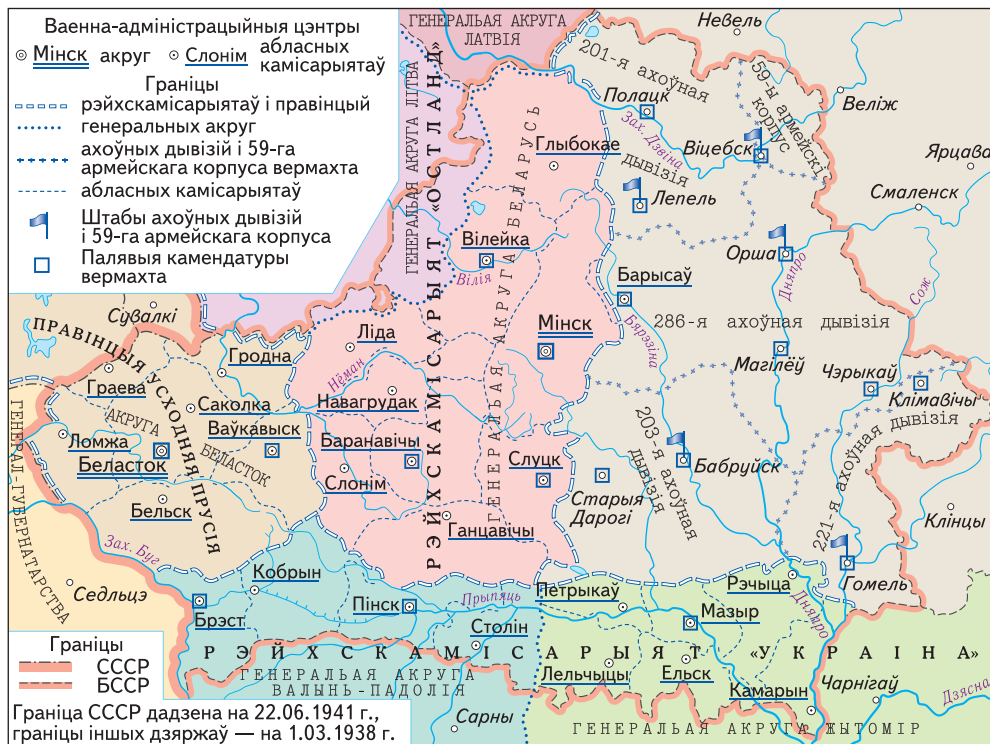 Ваенна-адміністрацыйныя цэнтры
Мінск акруг
Слонім абласных камісарыятаў
Граніцы
рэйхскамісарыятаў і правінцый
генеральных акруг
ахоўных дывізій і 59-га
армейскага корпуса вермахта
абласных камісарыятаў
Штабы ахоўных дывізій
і 59-га армейскага корпуса
Палявыя камендатуры
вермахта
ГЕНЕРАЛЬАЯ АКРУГА
ЛАТВІЯ
ГЕНЕРАЛЬАЯ АКРУГА ЛІТВА
РЭЙХСКАМІСАРЫЯТ «ОСТЛАНД»
ГЕНЕРАЛЬНАЯ АКРУГА БЕЛАРУСЬ
201-я ахоўная
дывізія
59-ы армейскі
корпус
Невель
Полацк
Зах. Дзвіна
Віцебск
Веліж
Ярцава
Смаленск
Глыбокае
Лепель
Вілейка
Вілія
Орша
Дняпро
Сож
Барысаў
Бярэзіна
286-я ахоўная дывізія
Мінск
Магілёў
Чэрыкаў
Клімавічы
Сувалкі
ПРАВІНЦЫЯ УСХОДНЯЯ ПРУСІЯ
Гродна
Ліда
Нёман
Граева
Навагрудак
Саколка
АКРУГА
БЕЛАСТОК
Ваўкавыск
Ломжа
Беласток
Баранавічы
Слонім
Слуцк
Бельск
Ганцавічы
Старыя
Дарогі
203-я ахоўная
дывізія
Бабруйск
221-я ахоўная дывізія
Клінцы
Гомель
ГЕНЕРАЛ-ГУБЕРНАТАРСТВА
Зах. Буг
Седльцэ
Кобрын
Брэст
Пінск
Прыпяць
Столін
Петрыкаў
Рэчыца
Дняпро
Мазыр
РЭЙХСКАМІСАРЫЯТ «УКРАІНА»
ГЕНЕРАЛЬНАЯ АКРУГА
ВАЛЫНЬ-ПАДОЛІЯ
Лельчыцы
Ельск
Камарын
Чарнігаў
Дзясна
Сарны
ГЕНЕРАЛЬАЯ АКРУГА ЖЫТОМІР
Граніцы
СССР
БССР
Граніца СССР дадзена на 22.06.1941 г.,
граніцы іншых дзяржаў — на 1.03.1938 г.